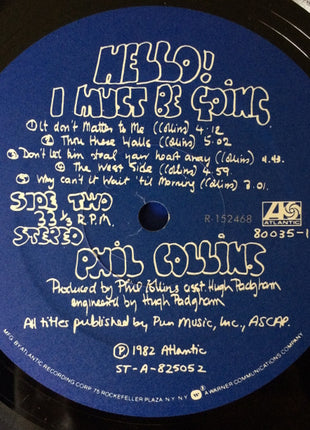 HELLO!
I MUST BE GOING
① It don't Matter to Me (Collins) 4.12
② Thru these Walls (Collins) 5.02
③ Don't let him steal your heart away (Collins) 4.43.
④ The West Side (Collins) 4.59.
⑤ Why can't it Wait 'til Morning (Collins) 3.01.
SIDE TWO
33 ⅓ R.P.M.
STEREO
R-152468
ATLANTIC
80035-1
PHIL COLLINS
Produced by Phil Collins asst. Hugh Padgham
engineered by Hugh Padgham
All titles published by Pun Music, Inc., ASCAP.
Ⓟ 1982 Atlantic
ST-A-825052
MFG. BY ATLANTIC RECORDING CORP. 75 ROCKEFELLER PLAZA. N.Y. N.Y. A WARNER COMMUNICATIONS COMPANY